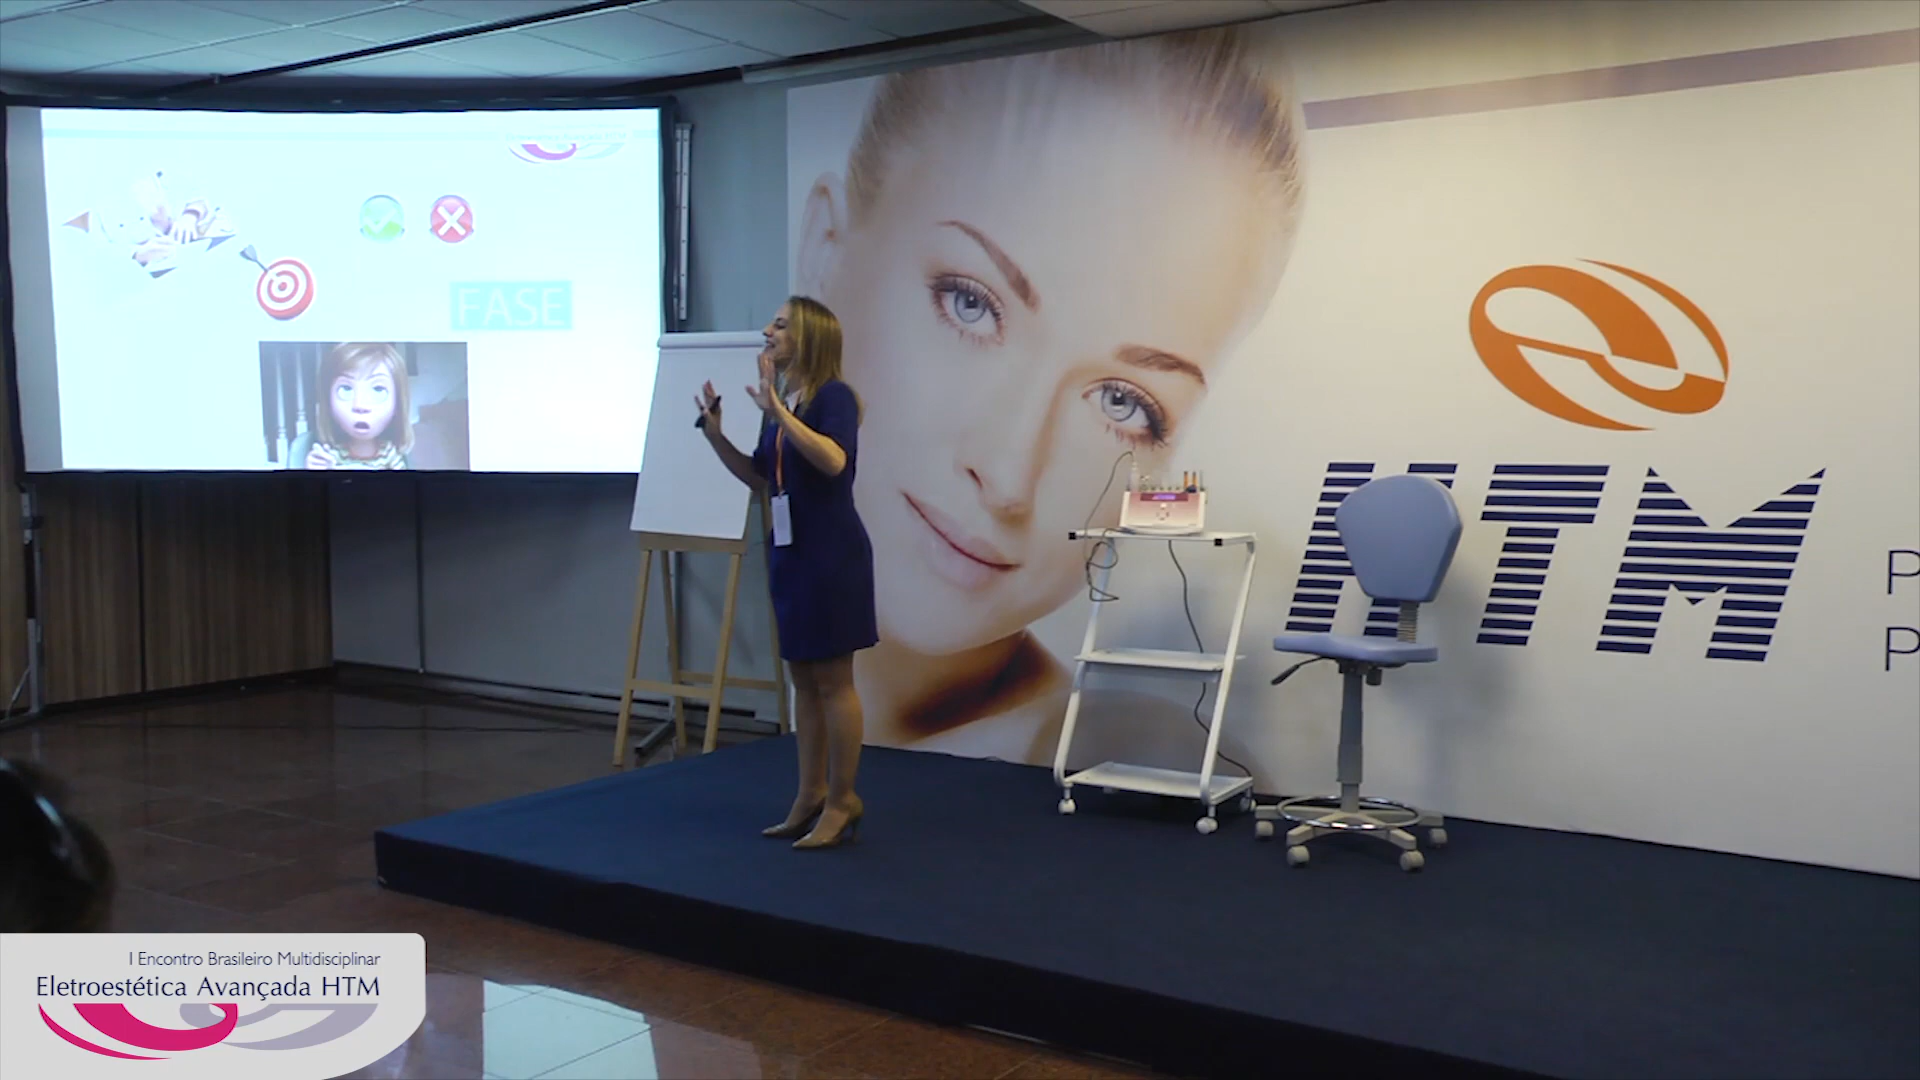 FASE
HTM
P
P
I Encontro Brasileiro Multidisciplinar
Eletroestética Avançada HTM